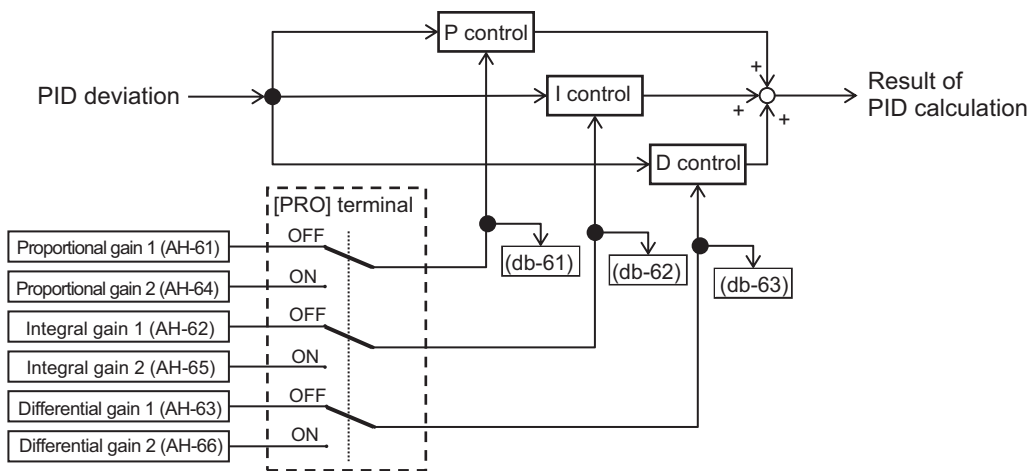 P control
PID deviation
I control
+
+
+
Result of
PID calculation
D control
[PRO] terminal
Proportional gain 1 (AH-61)
OFF
(db-61)
(db-62)
(db-63)
Proportional gain 2 (AH-64)
ON
Integral gain 1 (AH-62)
OFF
Integral gain 2 (AH-65)
ON
Differential gain 1 (AH-63)
OFF
Differential gain 2 (AH-66)
ON